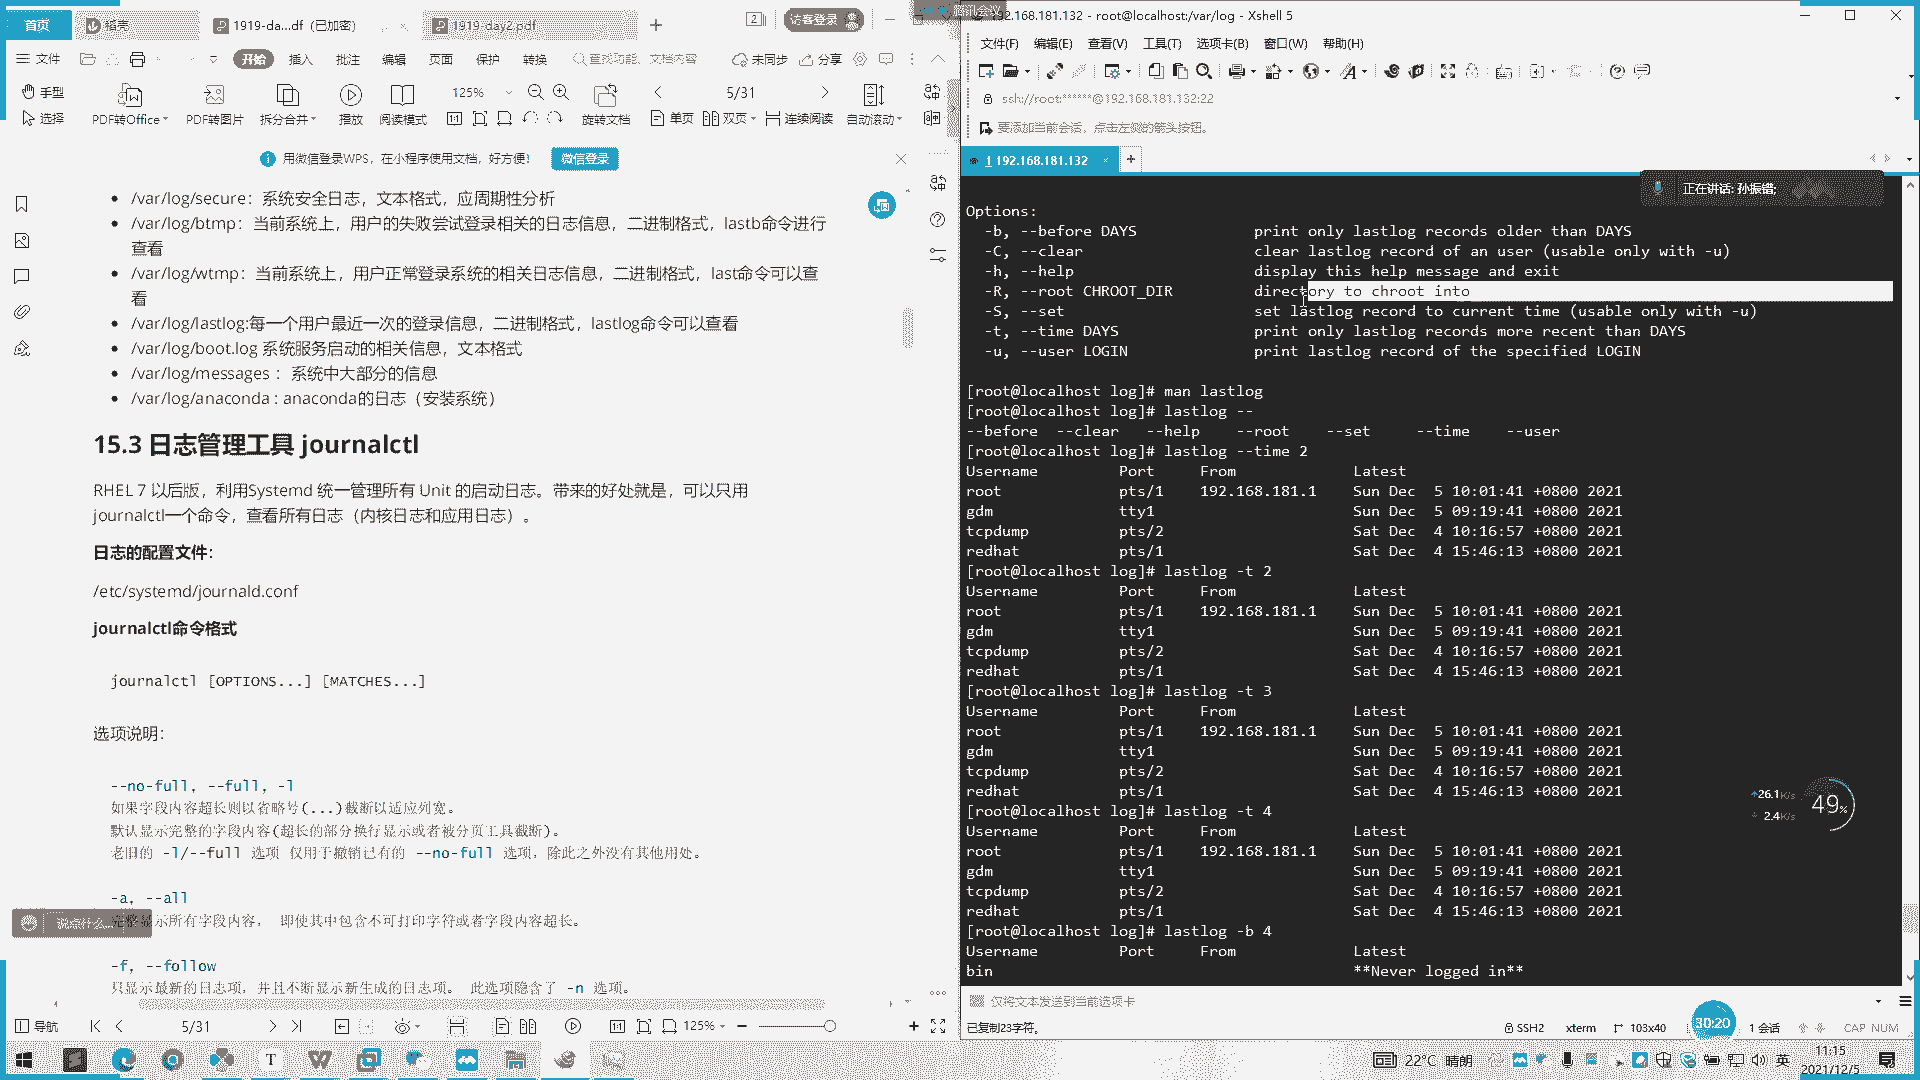 首页
稻壳
1919-da...df (已加密)
1919-day2.pdf
访客登录
文件
开始 插入 批注 编辑 页面 保护 转换
查找功能、文档内容
未同步 分享
手型
选择
PDF转Office
PDF转图片
拆分合并
播放
阅读模式
125%
旋转文档
5/31
单页 双页 连续阅读
自动滚动
用微信登录WPS，在小程序使用文档，好方便！
微信登录
• /var/log/secure：系统安全日志，文本格式，应周期性分析
• /var/log/btmp：当前系统上，用户的失败尝试登录相关的日志信息，二进制格式，lastb命令进行
查看
• /var/log/wtmp：当前系统上，用户正常登录系统的相关日志信息，二进制格式，last命令可以查
看
• /var/log/lastlog:每一个用户最近一次的登录信息，二进制格式，lastlog命令可以查看
• /var/log/boot.log 系统服务启动的相关信息，文本格式
• /var/log/messages ：系统中大部分的信息
• /var/log/anaconda : anaconda的日志（安装系统）
15.3 日志管理工具 journalctl
RHEL 7 以后版，利用Systemd 统一管理所有 Unit 的启动日志。带来的好处就是，可以只用
journalctl一个命令，查看所有日志（内核日志和应用日志）。
日志的配置文件：
/etc/systemd/journald.conf
journalctl命令格式
journalctl [OPTIONS...] [MATCHES...]
选项说明：
--no-full, --full, -l
如果字段内容超长则以省略号(...)截断以适应列宽。
默认显示完整的字段内容(超长的部分换行显示或者被分页工具截断)。
老旧的 -l/--full 选项 仅用于撤销已有的 --no-full 选项，除此之外没有其他用处。
-a, --all
完整显示所有字段内容， 即使其中包含不可打印字符或者字段内容超长。
说点什么...
-f, --follow
只显示最新的日志项，并且不断显示新生成的日志项。 此选项隐含了 -n 选项。
导航
5/31
125%
腾讯会议
192.168.181.132 - root@localhost:/var/log - Xshell 5
文件(F) 编辑(E) 查看(V) 工具(T) 选项卡(B) 窗口(W) 帮助(H)
ssh://root:******@192.168.181.132:22
要添加当前会话，点击左侧的箭头按钮。
1 192.168.181.132
正在讲话: 孙振锴;
Options:
-b, --before DAYS print only lastlog records older than DAYS
-C, --clear clear lastlog record of an user (usable only with -u)
-h, --help display this help message and exit
-R, --root CHROOT_DIR directory to chroot into
-S, --set set lastlog record to current time (usable only with -u)
-t, --time DAYS print only lastlog records more recent than DAYS
-u, --user LOGIN print lastlog record of the specified LOGIN
[root@localhost log]# man lastlog
[root@localhost log]# lastlog --
--before --clear --help --root --set --time --user
[root@localhost log]# lastlog --time 2
Username Port From Latest
root pts/1 192.168.181.1 Sun Dec 5 10:01:41 +0800 2021
gdm tty1 Sun Dec 5 09:19:41 +0800 2021
tcpdump pts/2 Sat Dec 4 10:16:57 +0800 2021
redhat pts/1 Sat Dec 4 15:46:13 +0800 2021
[root@localhost log]# lastlog -t 2
Username Port From Latest
root pts/1 192.168.181.1 Sun Dec 5 10:01:41 +0800 2021
gdm tty1 Sun Dec 5 09:19:41 +0800 2021
tcpdump pts/2 Sat Dec 4 10:16:57 +0800 2021
redhat pts/1 Sat Dec 4 15:46:13 +0800 2021
[root@localhost log]# lastlog -t 3
Username Port From Latest
root pts/1 192.168.181.1 Sun Dec 5 10:01:41 +0800 2021
gdm tty1 Sun Dec 5 09:19:41 +0800 2021
tcpdump pts/2 Sat Dec 4 10:16:57 +0800 2021
redhat pts/1 Sat Dec 4 15:46:13 +0800 2021
[root@localhost log]# lastlog -t 4
Username Port From Latest
root pts/1 192.168.181.1 Sun Dec 5 10:01:41 +0800 2021
gdm tty1 Sun Dec 5 09:19:41 +0800 2021
tcpdump pts/2 Sat Dec 4 10:16:57 +0800 2021
redhat pts/1 Sat Dec 4 15:46:13 +0800 2021
[root@localhost log]# lastlog -b 4
Username Port From Latest
bin **Never logged in**
26.1K/s
2.4K/s
49%
仅将文本发送到当前选项卡
已复制23字符。
SSH2 xterm 103x40
30:20
1 会话
CAP NUM
22°C 晴朗
英
11:15
2021/12/5